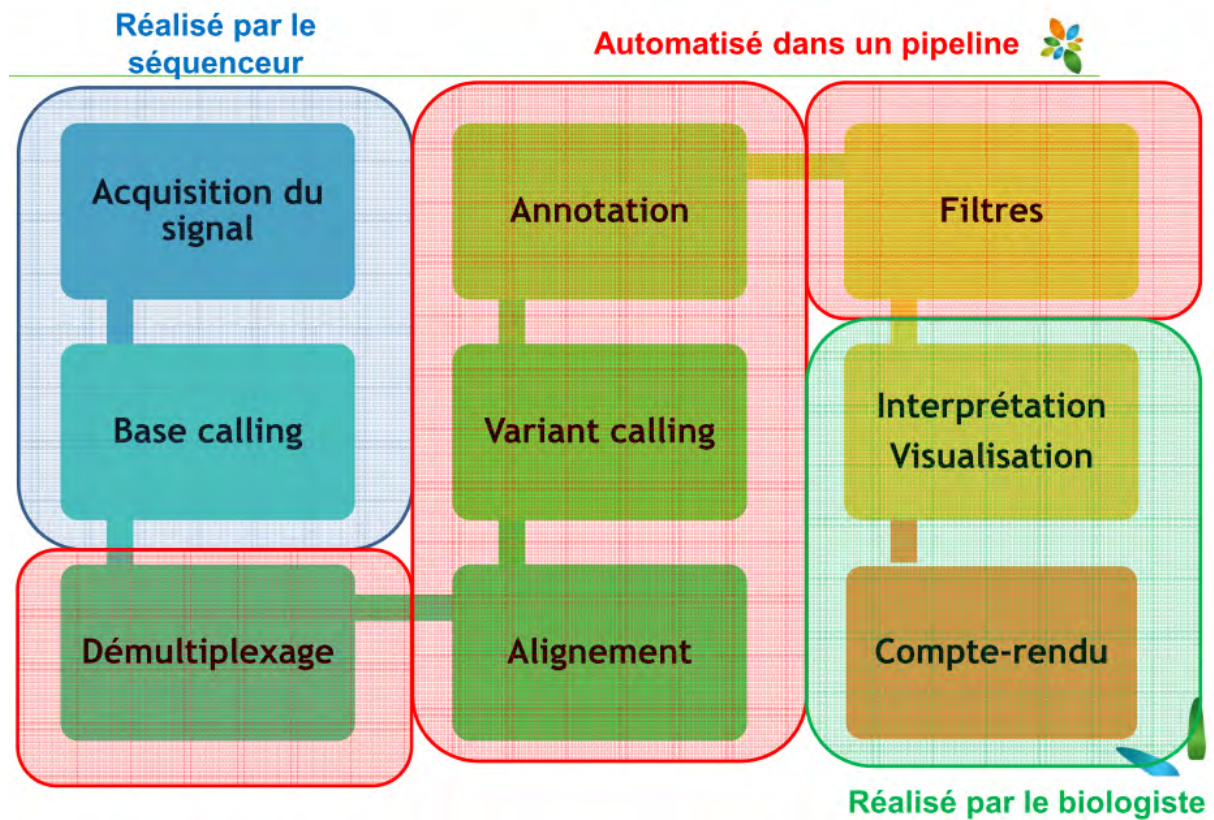 Réalisé par le
séquenceur
Automatisé dans un pipeline
Acquisition du
signal
Base calling
Démultiplexage
Alignement
Variant calling
Annotation
Filtres
Interprétation
Visualisation
Compte-rendu
Réalisé par le biologiste